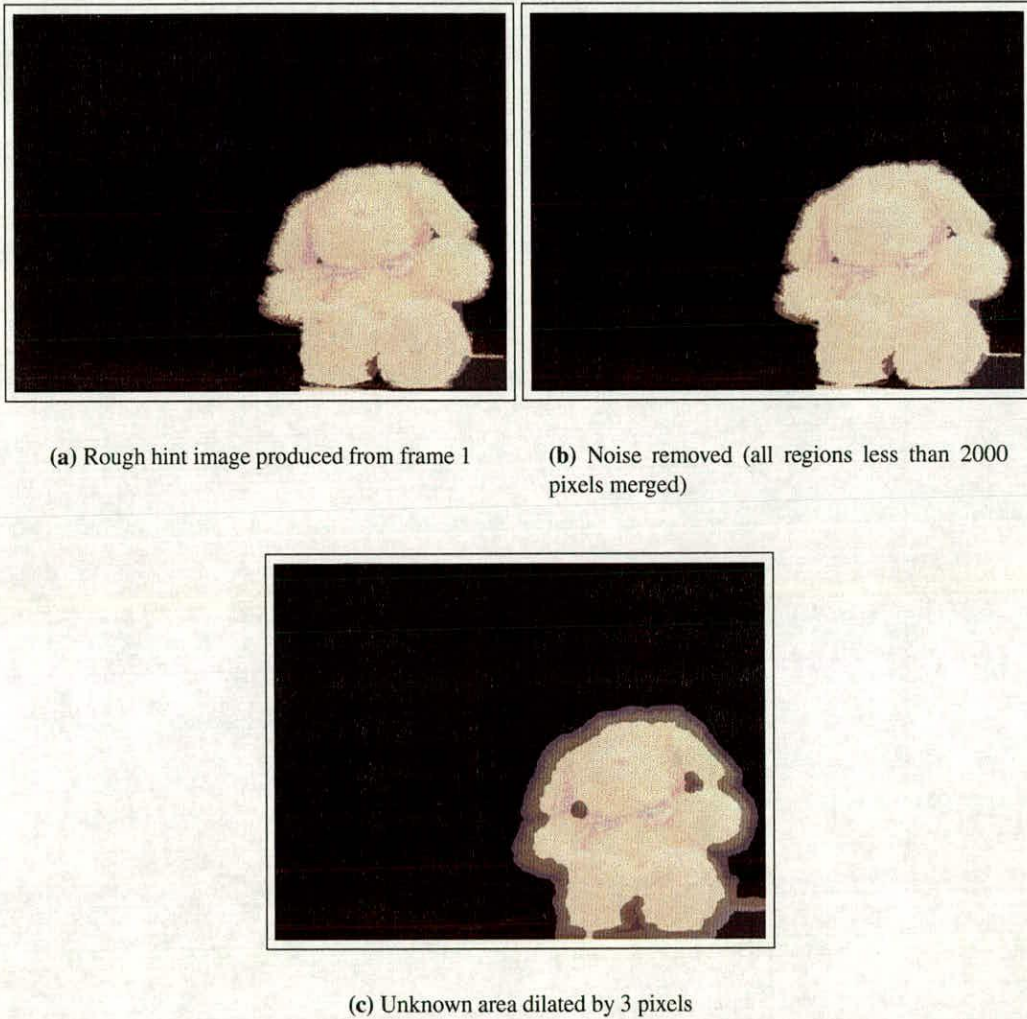 (a) Rough hint image produced from frame 1
(b) Noise removed (all regions less than 2000
pixels merged)
(c) Unknown area dilated by 3 pixels